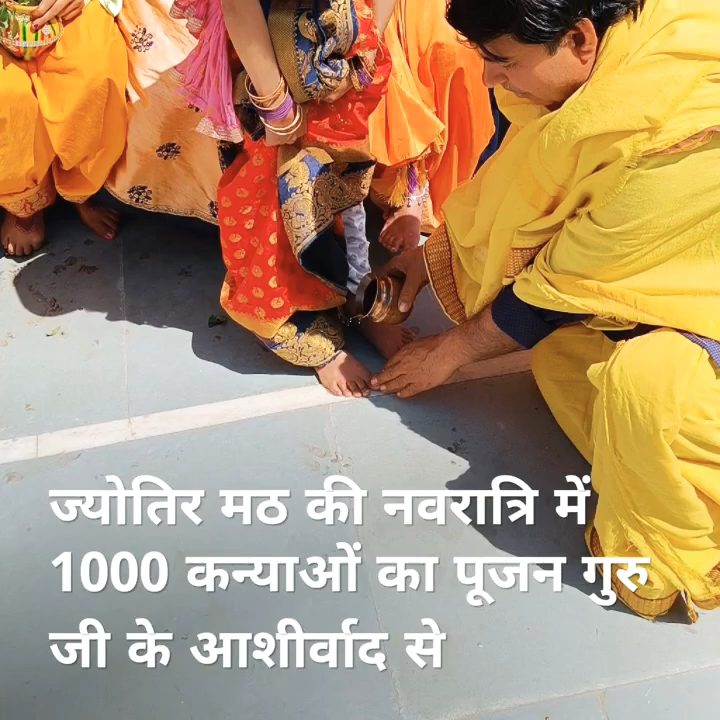 ज्योतिर मठ की नवरात्रि में
1000 कन्याओं का पूजन गुरु
जी के आशीर्वाद से